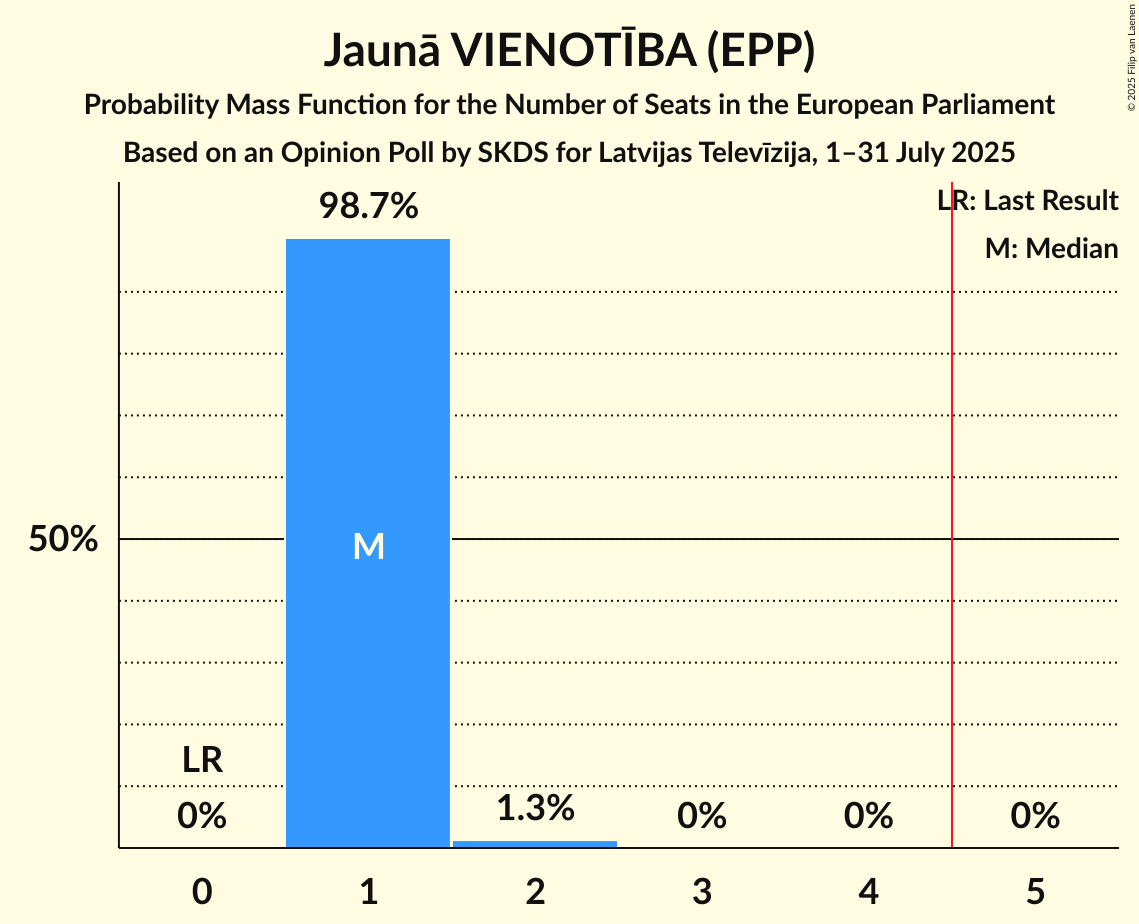 Jaunā VIENOTĪBA (EPP)
Probability Mass Function for the Number of Seats in the European Parliament
Based on an Opinion Poll by SKDS for Latvijas Televīzija, 1–31 July 2025
© 2025 Filip van Laenen
LR: Last Result
M: Median
98.7%
50%
M
LR
0%
1.3%
0%
0%
0%
0 1 2 3 4 5